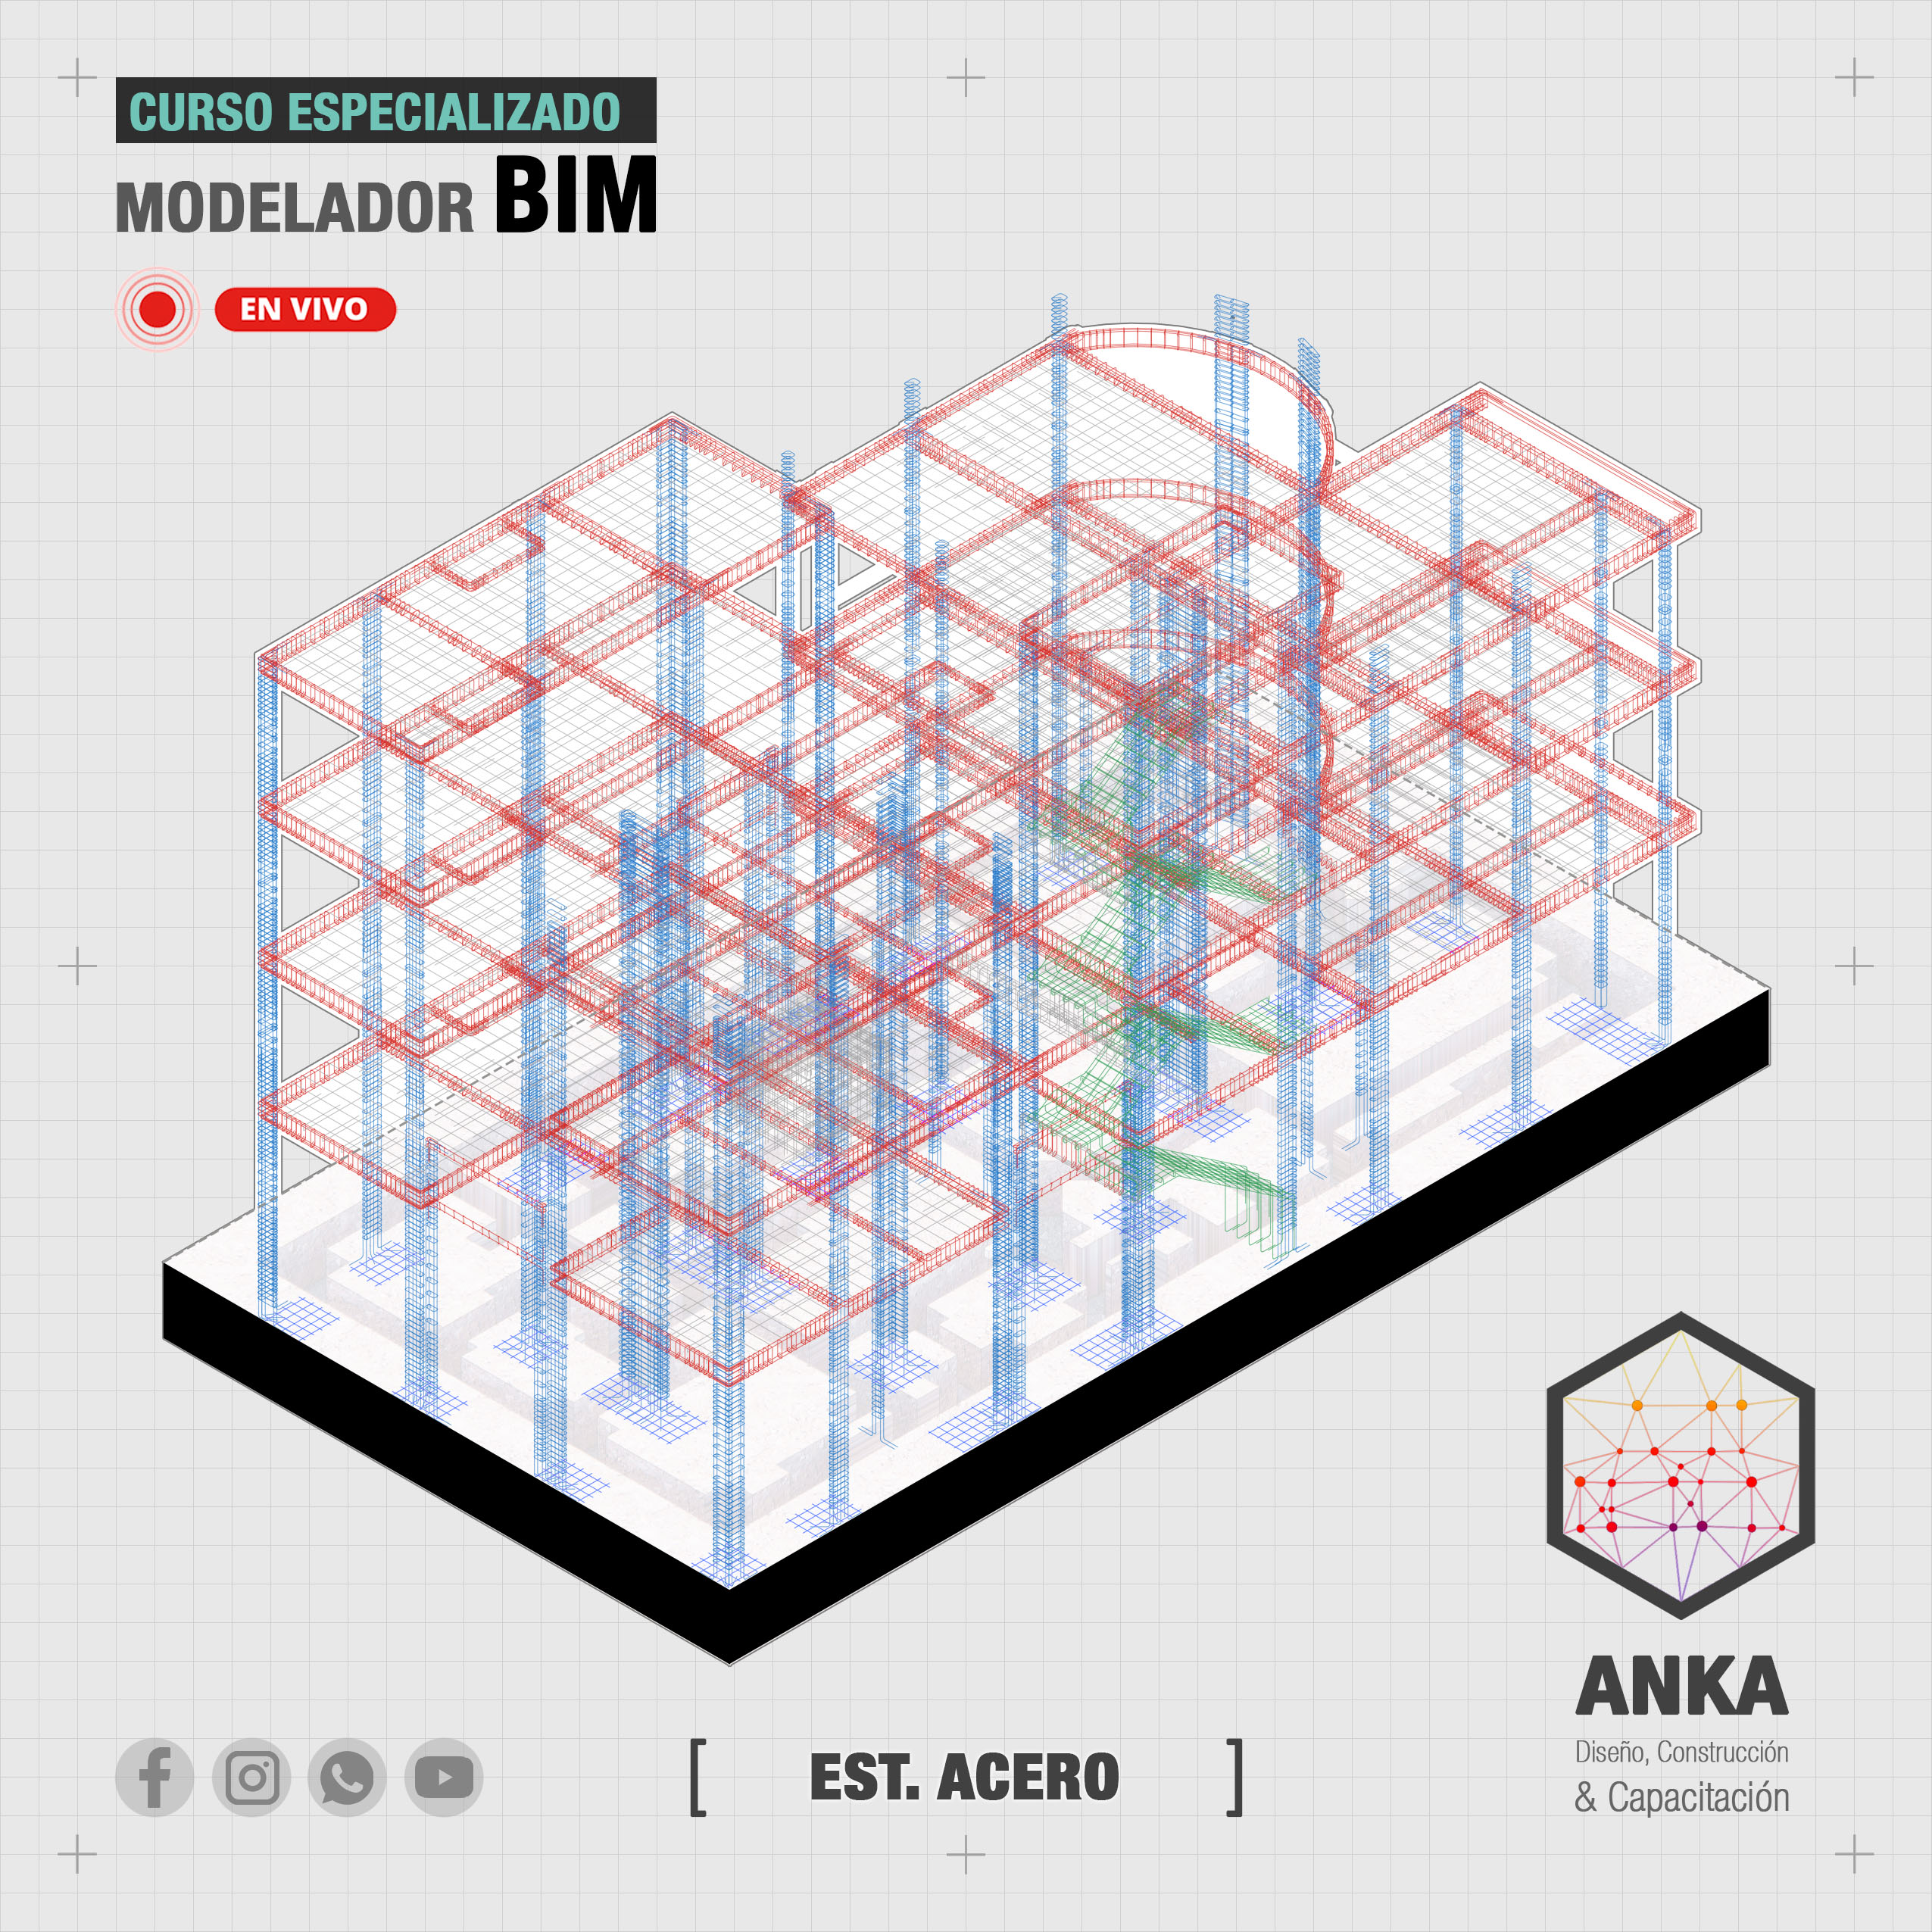 CURSO ESPECIALIZADO
MODELADOR BIM
EN VIVO
[ EST. ACERO ]
ANKA
Diseño, Construcción
& Capacitación